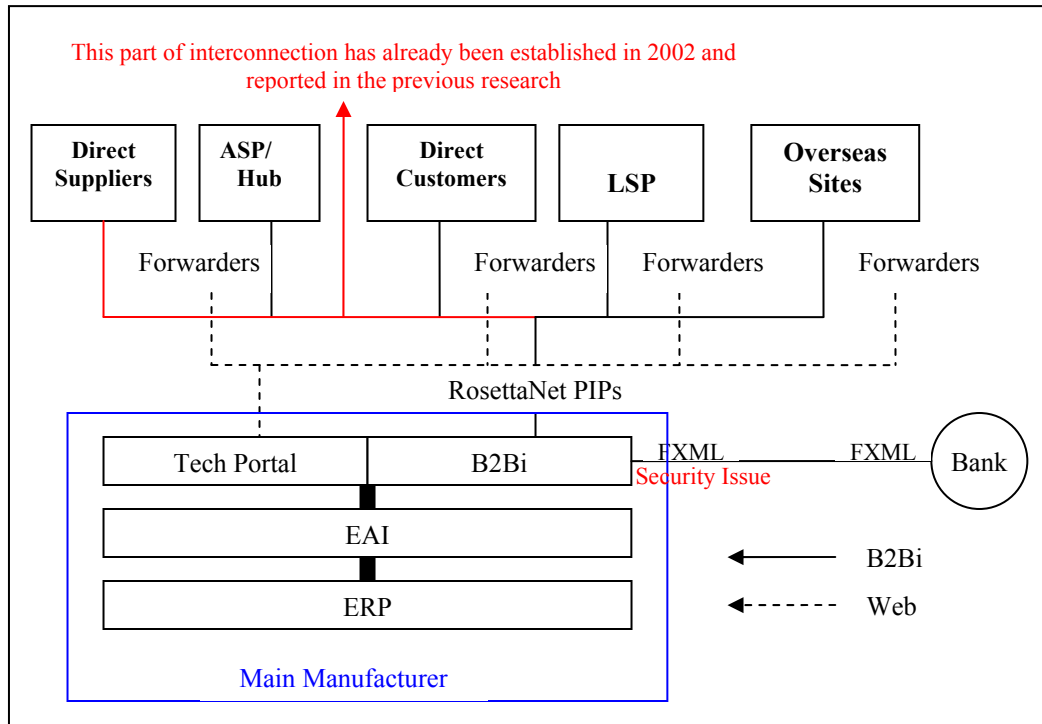 This part of interconnection has already been established in 2002 and
reported in the previous research
Direct
Suppliers
ASP/
Hub
Direct
Customers
LSP
Overseas
Sites
Forwarders
Forwarders
Forwarders
Forwarders
RosettaNet PIPs
Tech Portal
B2Bi
FXML
FXML
Security Issue
Bank
EAI
ERP
B2Bi
Web
Main Manufacturer